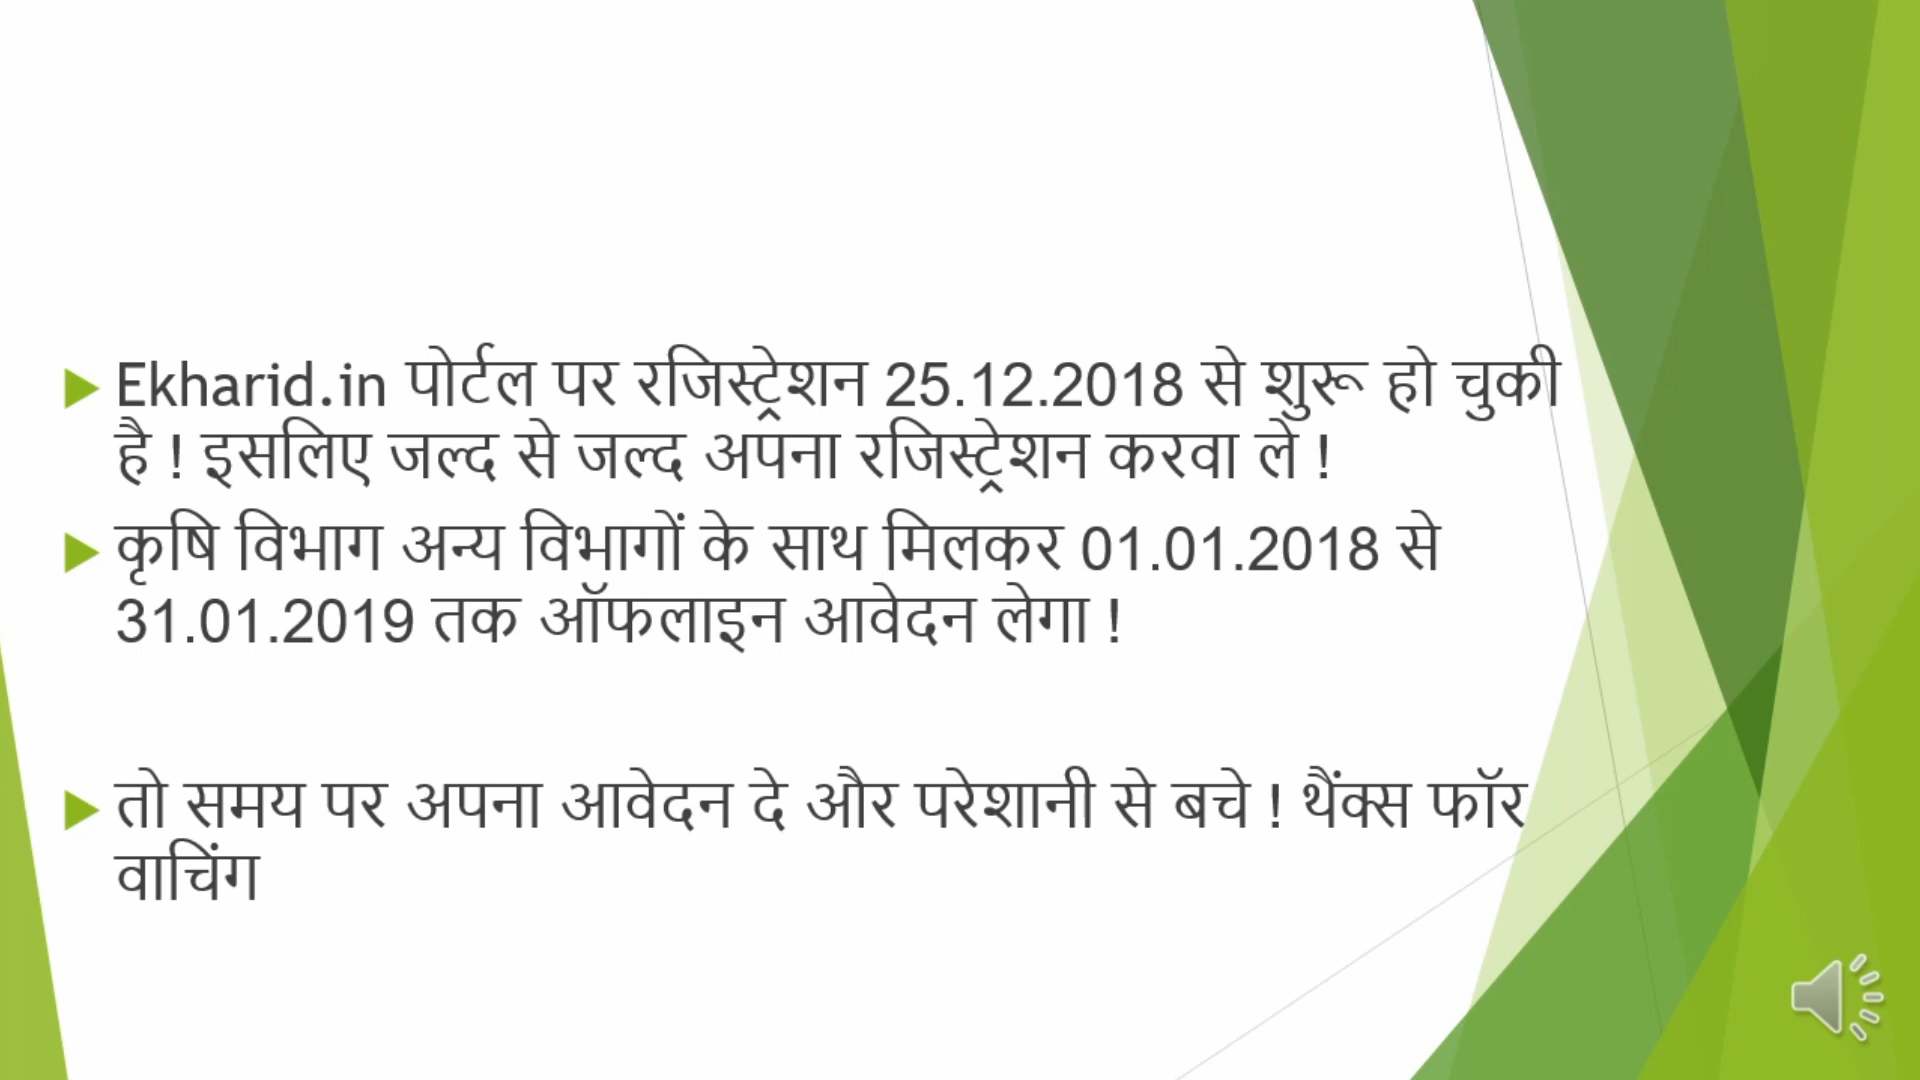 Ekharid.in पोर्टल पर रजिस्ट्रेशन 25.12.2018 से शुरू हो चुकी
है ! इसलिए जल्द से जल्द अपना रजिस्ट्रेशन करवा ले !
कृषि विभाग अन्य विभागों के साथ मिलकर 01.01.2018 से
31.01.2019 तक ऑफलाइन आवेदन लेगा !
तो समय पर अपना आवेदन दे और परेशानी से बचे ! थैंक्स फॉर
वाचिंग